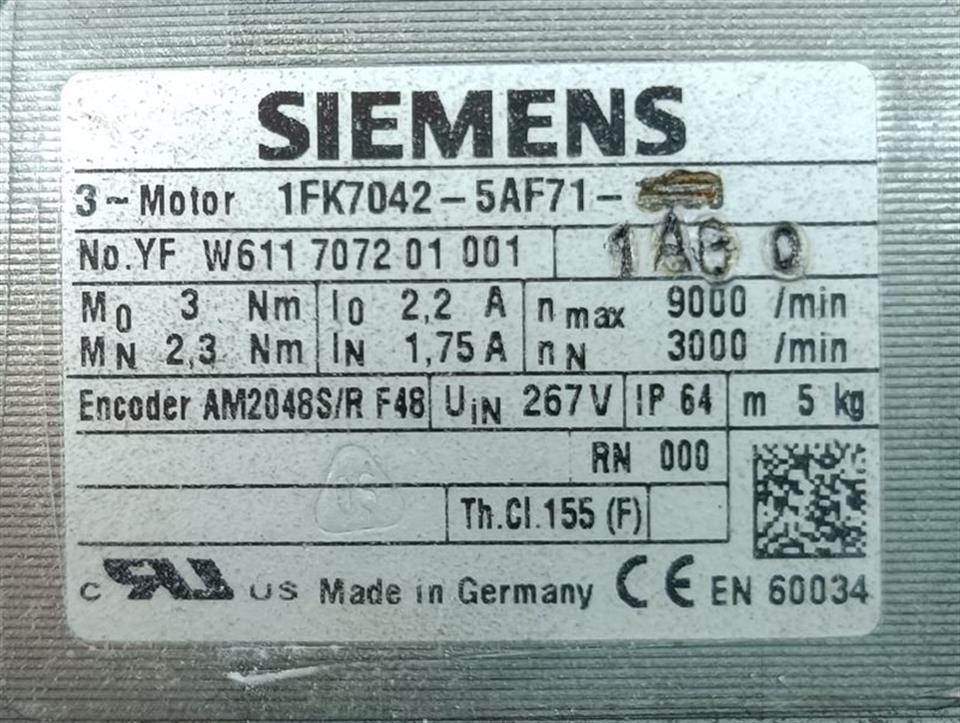 SIEMENS
3~Motor 1FK7042-5AF71-
No.YF W611 7072 01 001 1AG0
M0 3 Nm I0 2,2 A nmax 9000 /min
MN 2,3 Nm IN 1,75 A nN 3000 /min
Encoder AM2048S/R F48 UIN 267V IP 64 m 5 kg
RN 000
Th.Cl.155 (F)
c RU US Made in Germany CE EN 60034